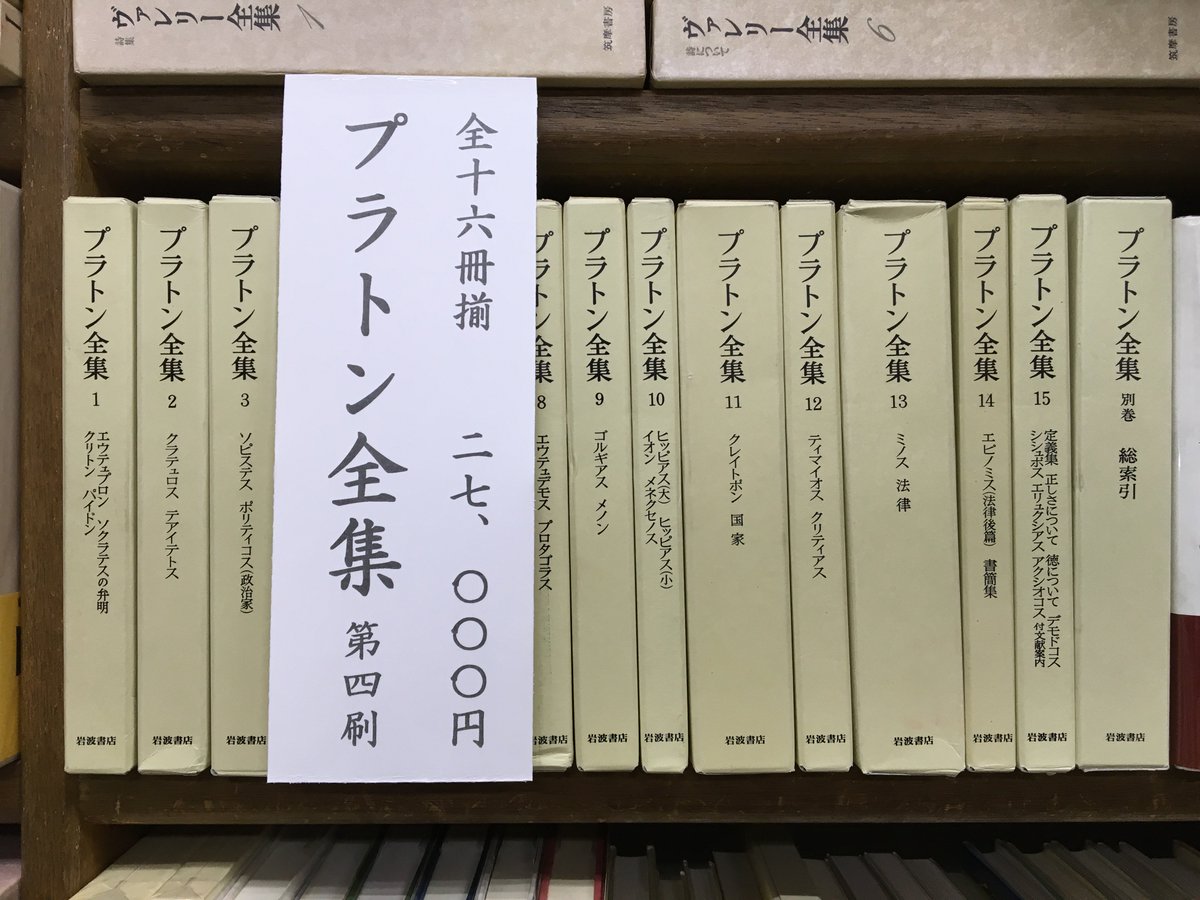 ヴァレリー全集
1
詩集
筑摩書房
ヴァレリー全集
6
詩について
筑摩書房
全十六冊揃 二七、〇〇〇円
プラトン全集 第四刷
プラトン全集
1
エウテュプロン ソクラテスの弁明
クリトン パイドン
岩波書店
プラトン全集
2
クラテュロス テアイテトス
岩波書店
プラトン全集
3
ソピステス ポリティコス(政治家)
岩波書店
プラトン全集
8
エウテュデモス プロタゴラス
岩波書店
プラトン全集
9
ゴルギアス メノン
岩波書店
プラトン全集
10
ヒッピアス(大) ヒッピアス(小)
イオン メネクセノス
岩波書店
プラトン全集
11
クレイトポン 国家
岩波書店
プラトン全集
12
ティマイオス クリティアス
岩波書店
プラトン全集
13
ミノス 法律
岩波書店
プラトン全集
14
エピノミス(法律後篇) 書簡集
岩波書店
プラトン全集
15
定義集 正しさについて 徳について デモドコス
シシュポス エリュクシアス アクシオコス 付文献案内
岩波書店
プラトン全集
別巻
総索引
岩波書店